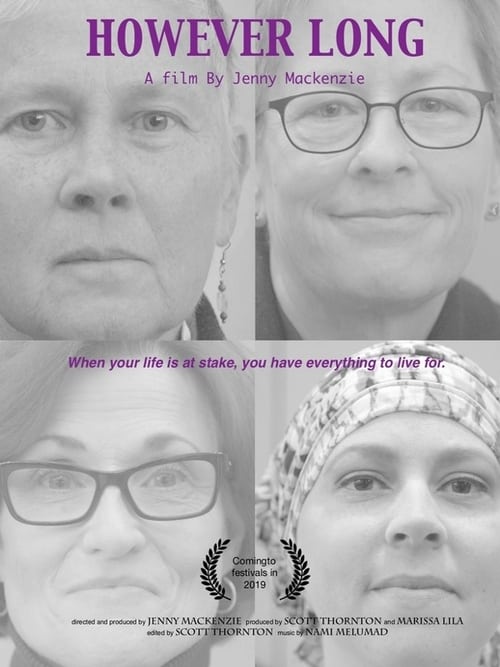 HOWEVER LONG
A film By Jenny Mackenzie
When your life is at stake, you have everything to live for.
Comingto
festivals in
2019
directed and produced by JENNY MACKENZIE produced by SCOTT THORNTON and MARISSA LILA
edited by SCOTT THORNTON music by NAMI MELUMAD